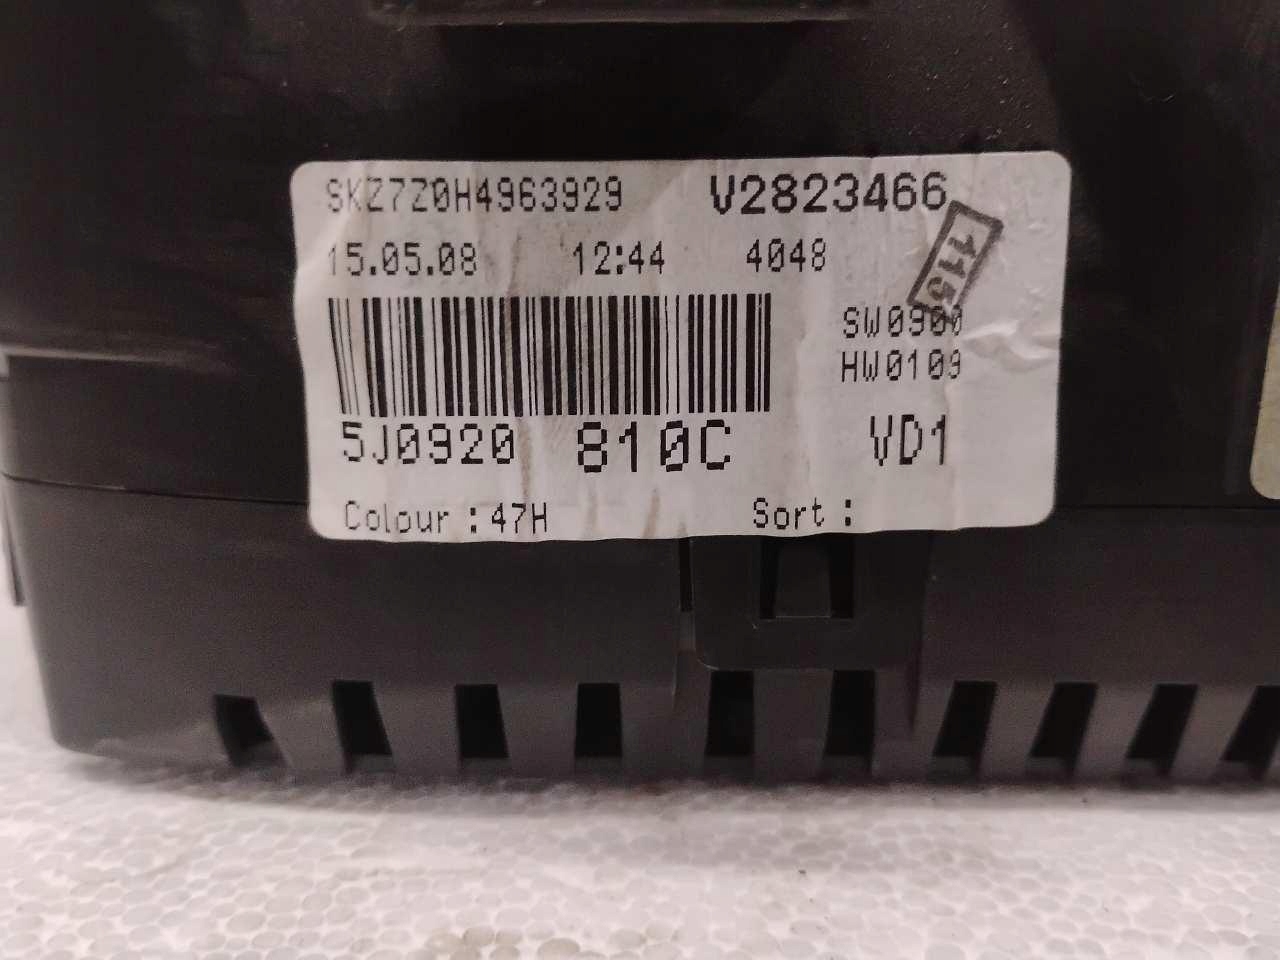 SKZ7Z0H4963929 V2823466
15.05.08 12:44 4048
115
SW0900
HW0109
5J0920 810C VD1
Colour : 47H Sort :